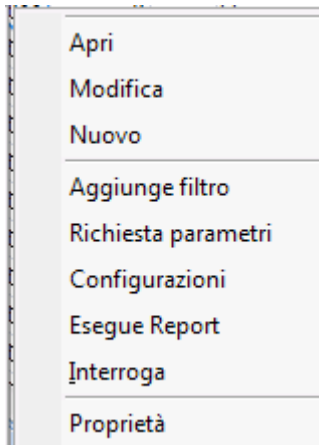 Apri
Modifica
Nuovo
Aggiunge filtro
Richiesta parametri
Configurazioni
Esegue Report
Interroga
Proprietà